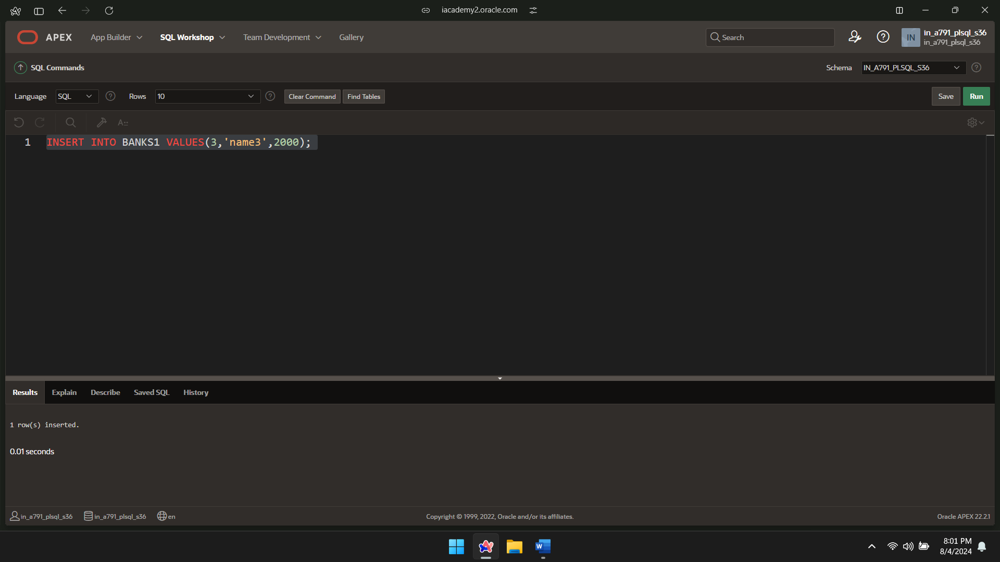 iacademy2.oracle.com
APEX App Builder SQL Workshop Team Development Gallery Search IN in_a791_plsql_s36
in_a791_plsql_s36
SQL Commands Schema IN_A791_PLSQL_S36
Language SQL Rows 10 Clear Command Find Tables Save Run
1 INSERT INTO BANKS1 VALUES(3,'name3',2000);
Results Explain Describe Saved SQL History
1 row(s) inserted.
0.01 seconds
in_a791_plsql_s36 in_a791_plsql_s36 en Copyright © 1999, 2022, Oracle and/or its affiliates. Oracle APEX 22.2.1
8:01 PM
8/4/2024